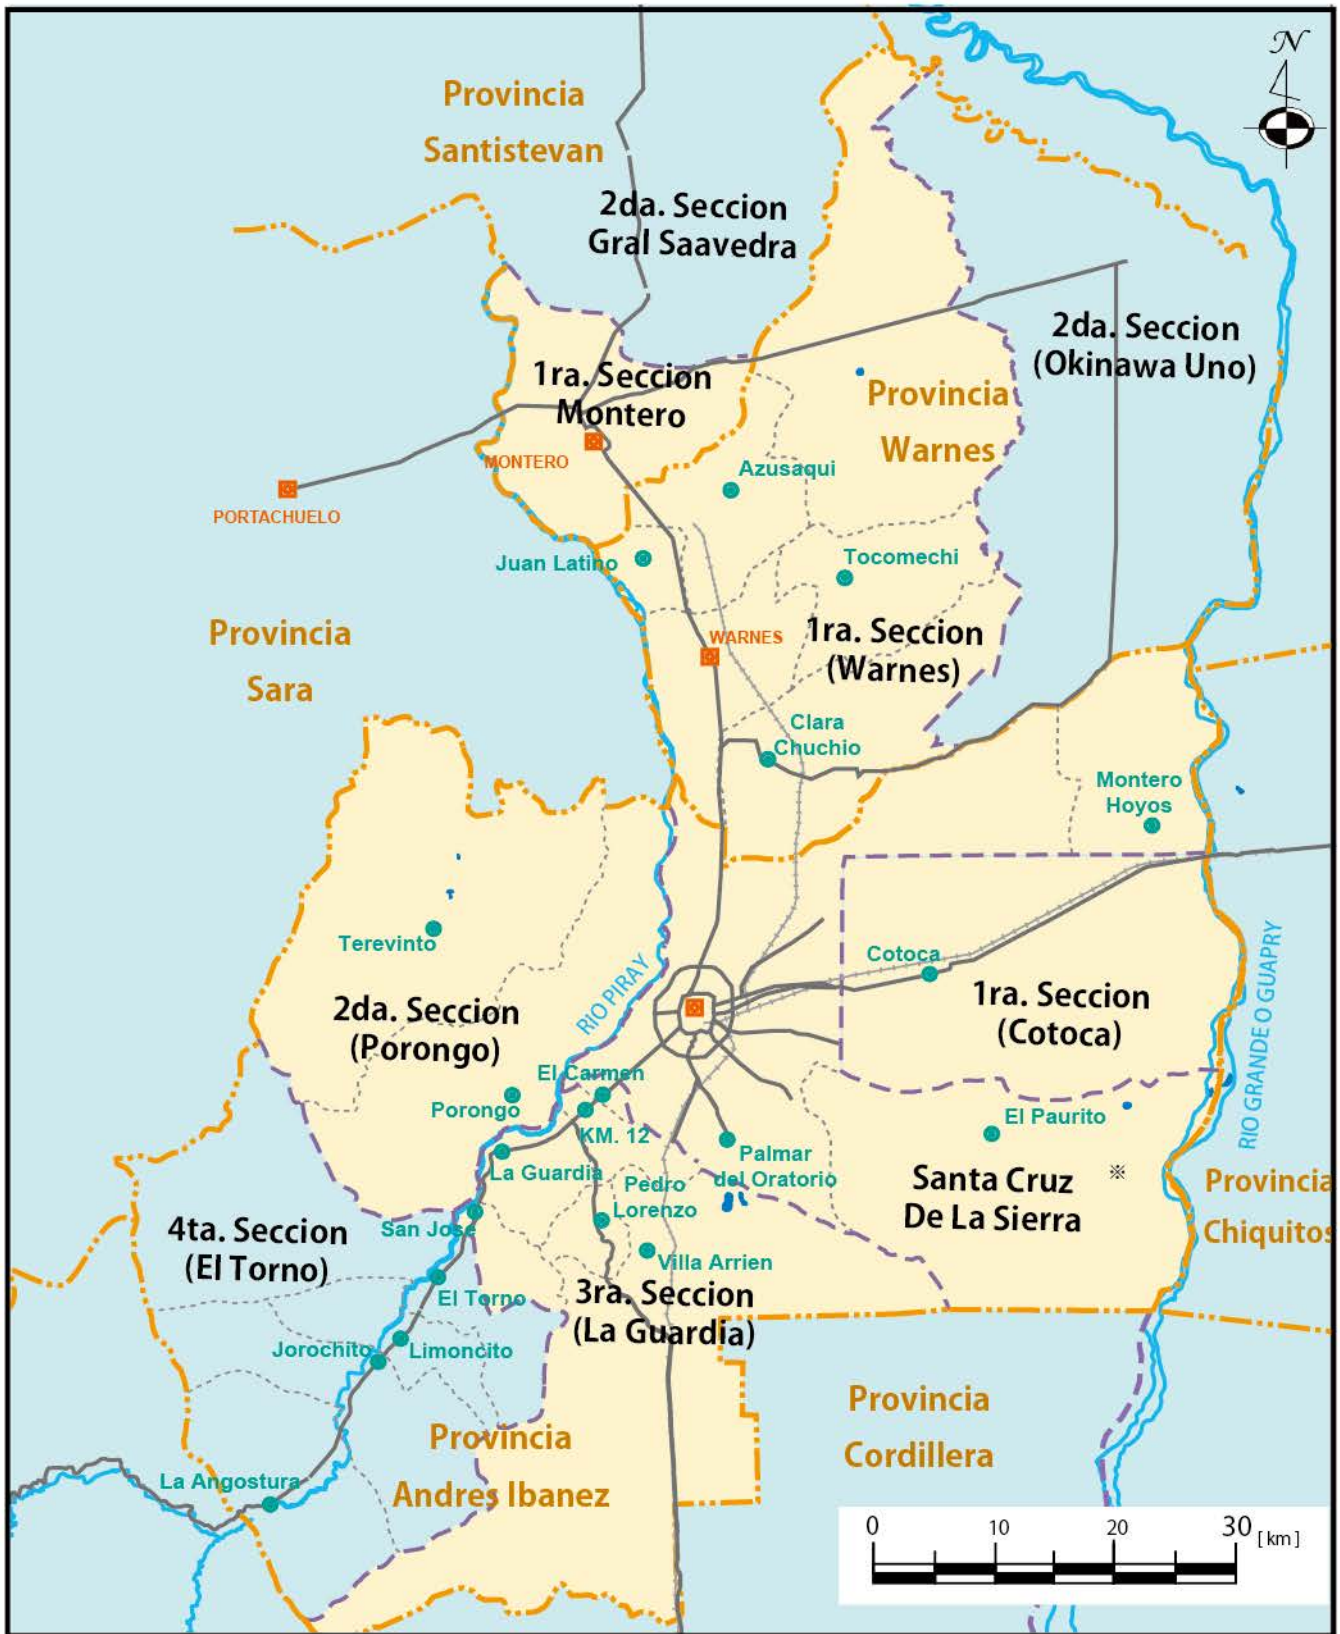 N
Provincia
Santistevan
2da. Seccion
Gral Saavedra
2da. Seccion
(Okinawa Uno)
1ra. Seccion
Montero
Provincia
Warnes
MONTERO
Azusaqui
PORTACHUELO
Juan Latino
Tocomechi
Provincia
Sara
WARNES
1ra. Seccion
(Warnes)
Clara
Chuchio
Montero
Hoyos
Terevinto
Cotoca
2da. Seccion
(Porongo)
RIO PIRAY
1ra. Seccion
(Cotoca)
RIO GRANDE O GUAPRY
El Carmen
Porongo
KM. 12
El Paurito
La Guardia
Palmar
del Oratorio
Pedro
Lorenzo
Santa Cruz ※
De La Sierra
Provincia
Chiquitos
4ta. Seccion
(El Torno)
San Jose
Villa Arrien
El Torno
3ra. Seccion
(La Guardia)
Jorochito
Limoncito
Provincia
Cordillera
Provincia
Andres Ibanez
La Angostura
0 10 20 30 [ km ]